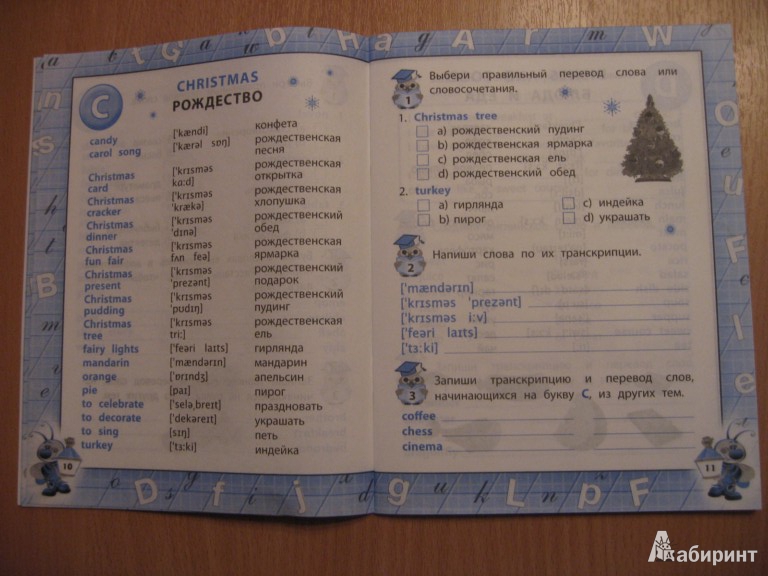 C
CHRISTMAS
РОЖДЕСТВО
candy ['kændi] конфета
carol song ['kærəl sɒŋ] рождественская
песня
Christmas ['krɪsməs рождественская
card kɑ:d] открытка
Christmas ['krɪsməs рождественская
cracker 'krækə] хлопушка
Christmas ['krɪsməs рождественский
dinner 'dɪnə] обед
Christmas ['krɪsməs рождественская
fun fair fʌn feə] ярмарка
Christmas ['krɪsməs рождественский
present 'prezənt] подарок
Christmas ['krɪsməs рождественский
pudding 'pʊdɪŋ] пудинг
Christmas ['krɪsməs рождественская
tree tri:] ель
fairy lights ['feəri laɪts] гирлянда
mandarin ['mændərɪn] мандарин
orange ['ɒrɪndʒ] апельсин
pie [paɪ] пирог
to celebrate ['selə,breɪt] праздновать
to decorate ['dekəreɪt] украшать
to sing [sɪŋ] петь
turkey ['tɜ:ki] индейка
10
1 Выбери правильный перевод слова или
словосочетания.
1. Christmas tree
a) рождественский пудинг
b) рождественская ярмарка
c) рождественская ель
d) рождественский обед
2. turkey
a) гирлянда c) индейка
b) пирог d) украшать
2 Напиши слова по их транскрипции.
['mændərɪn]
['krɪsməs 'prezənt]
['krɪsməs i:v]
['feəri laɪts]
['tɜ:ki]
3 Запиши транскрипцию и перевод слов,
начинающихся на букву C, из других тем.
coffee
chess
cinema
11
Лабиринт